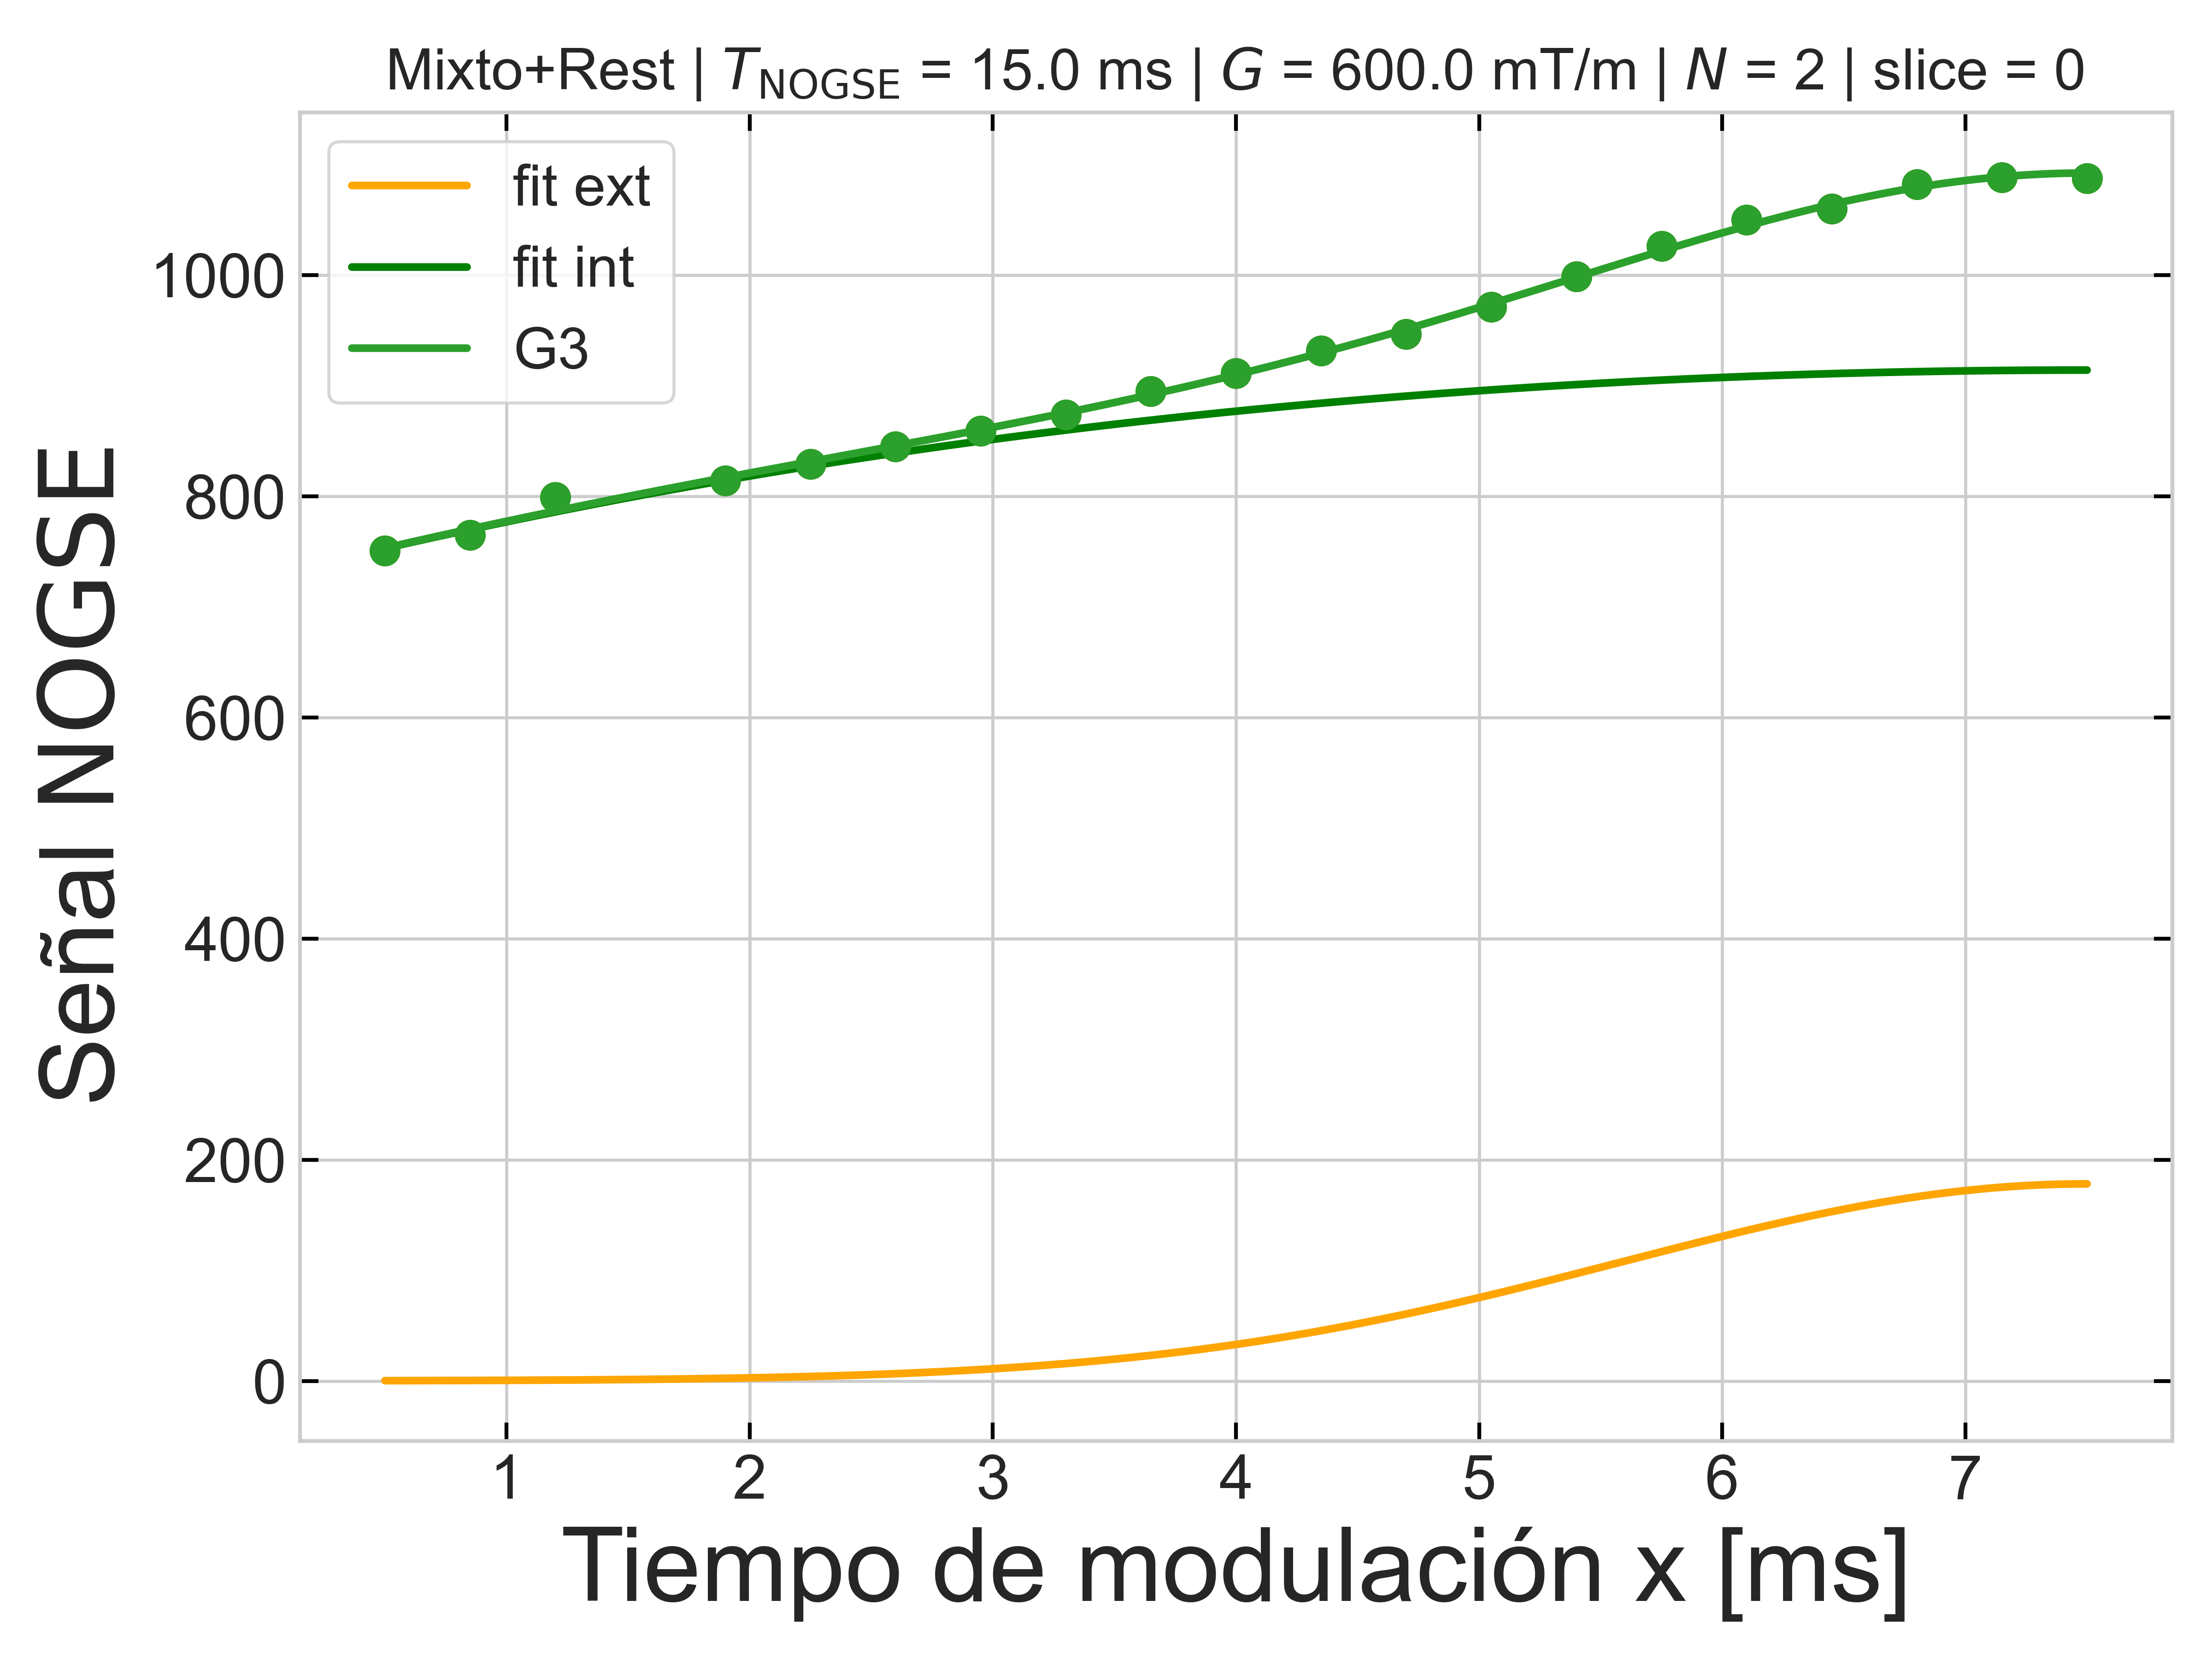 Mixto+Rest | T_NOGSE = 15.0 ms | G = 600.0 mT/m | N = 2 | slice = 0
fit ext
fit int
G3
1000
800
600
400
200
0
Señal NOGSE
1 2 3 4 5 6 7
Tiempo de modulación x [ms]